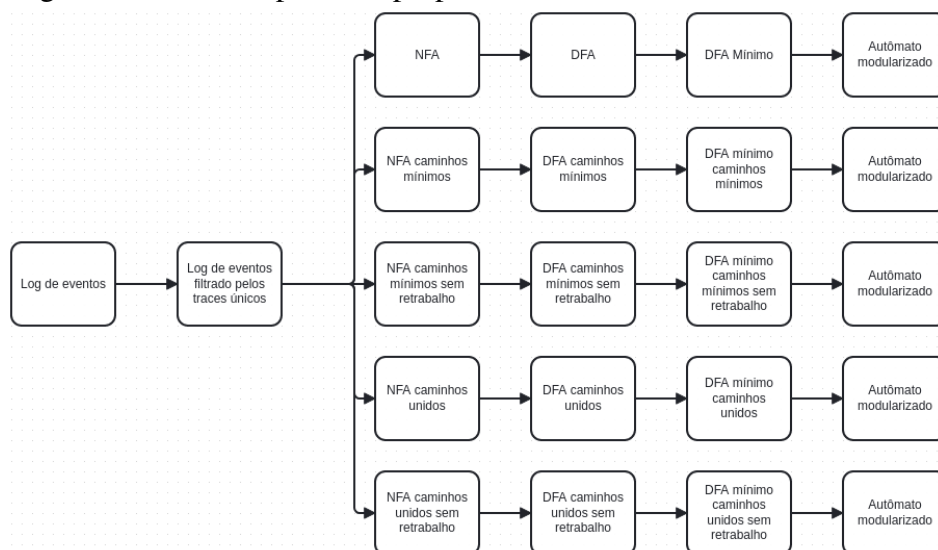 NFA
DFA
DFA Mínimo
Autômato
modularizado
NFA caminhos
mínimos
DFA caminhos
mínimos
DFA mínimo
caminhos
mínimos
Autômato
modularizado
Log de eventos
Log de eventos
filtrado pelos
traces únicos
NFA caminhos
mínimos sem
retrabalho
DFA caminhos
mínimos sem
retrabalho
DFA mínimo
caminhos
mínimos sem
retrabalho
Autômato
modularizado
NFA caminhos
unidos
DFA caminhos
unidos
DFA mínimo
caminhos
unidos
Autômato
modularizado
NFA caminhos
unidos sem
retrabalho
DFA caminhos
unidos sem
retrabalho
DFA mínimo
caminhos
unidos sem
retrabalho
Autômato
modularizado